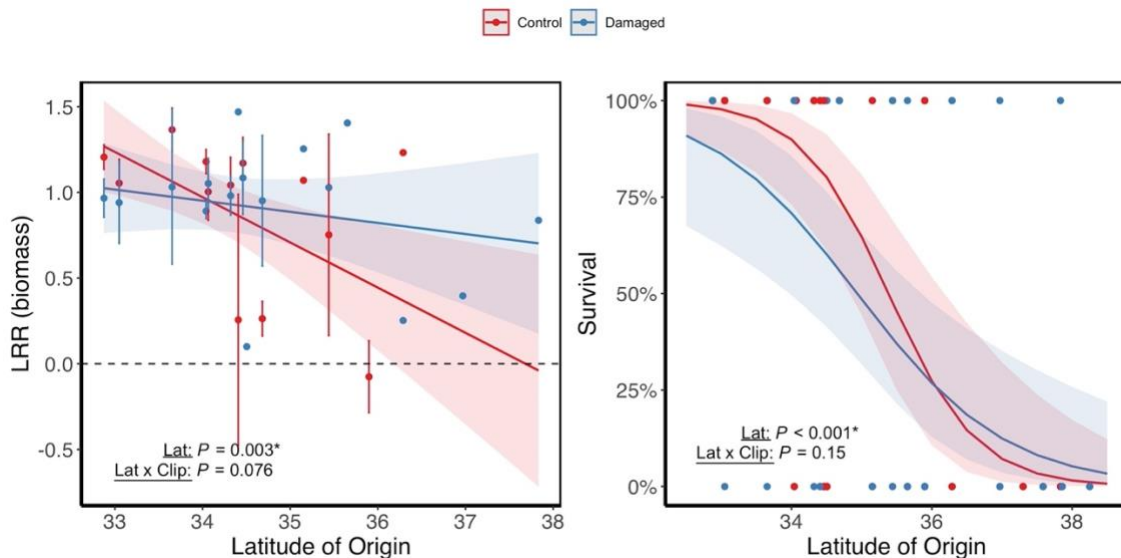 Control Damaged
LRR (biomass)
1.5
1.0
0.5
0.0
-0.5
Lat: P = 0.003*
Lat x Clip: P = 0.076
33 34 35 36 37 38
Latitude of Origin
Survival
100%
75%
50%
25%
0%
Lat: P < 0.001*
Lat x Clip: P = 0.15
34 36 38
Latitude of Origin